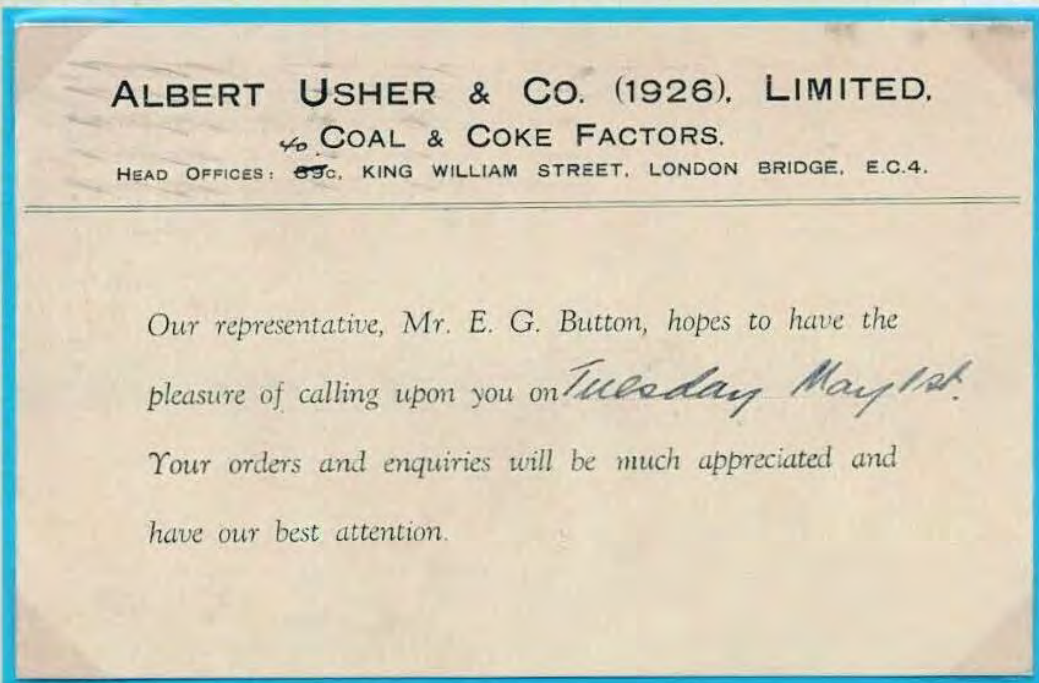 ALBERT USHER & CO. (1926), LIMITED,
40 COAL & COKE FACTORS.
HEAD OFFICES: C, KING WILLIAM STREET, LONDON BRIDGE, E.C.4.
Our representative, Mr. E. G. Button, hopes to have the
pleasure of calling upon you on Tuesday May 1st.
Your orders and enquiries will be much appreciated and
have our best attention.